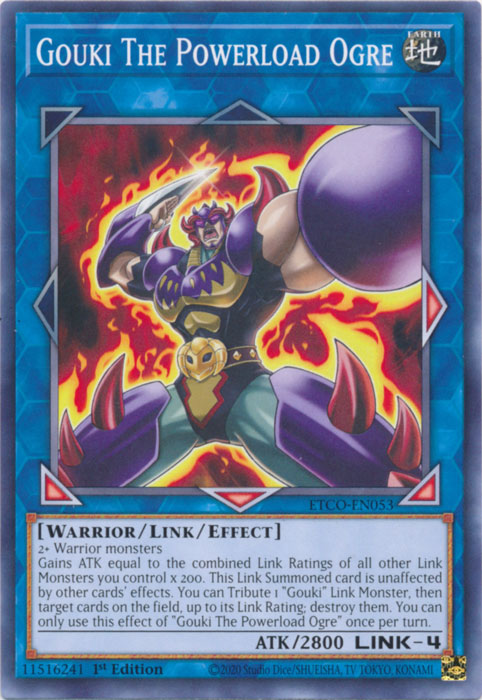 GOUKI THE POWERLOAD OGRE
EARTH
地
ETCO-EN053
[WARRIOR/LINK/EFFECT]
2+ Warrior monsters
Gains ATK equal to the combined Link Ratings of all other Link
Monsters you control x 200. This Link Summoned card is unaffected
by other cards' effects. You can Tribute 1 "Gouki" Link Monster, then
target cards on the field, up to its Link Rating; destroy them. You can
only use this effect of "Gouki The Powerload Ogre" once per turn.
ATK/2800 LINK-4
11516241 1st Edition ©2020 Studio Dice/SHUEISHA, TV TOKYO, KONAMI